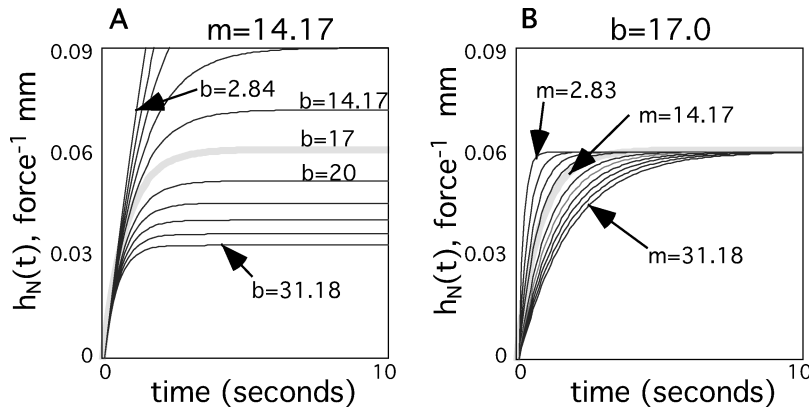 A
m=14.17
h_N(t), force⁻¹ mm
0.09
0.06
0.03
0
b=2.84
b=14.17
b=17
b=20
b=31.18
0
10
time (seconds)
B
b=17.0
h_N(t), force⁻¹ mm
0.09
0.06
0.03
0
m=2.83
m=14.17
m=31.18
0
10
time (seconds)